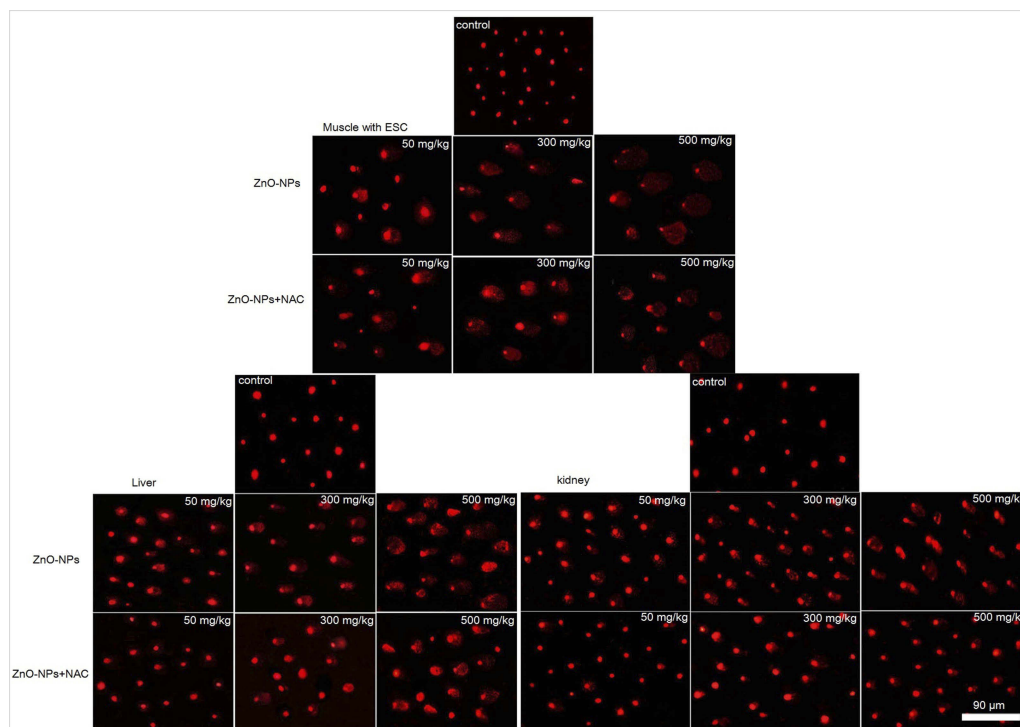 control
Muscle with ESC
50 mg/kg 300 mg/kg 500 mg/kg
ZnO-NPs
50 mg/kg 300 mg/kg 500 mg/kg
ZnO-NPs+NAC
control control
Liver kidney
50 mg/kg 300 mg/kg 500 mg/kg 50 mg/kg 300 mg/kg 500 mg/kg
ZnO-NPs
50 mg/kg 300 mg/kg 500 mg/kg 50 mg/kg 300 mg/kg 500 mg/kg
ZnO-NPs+NAC
90 µm